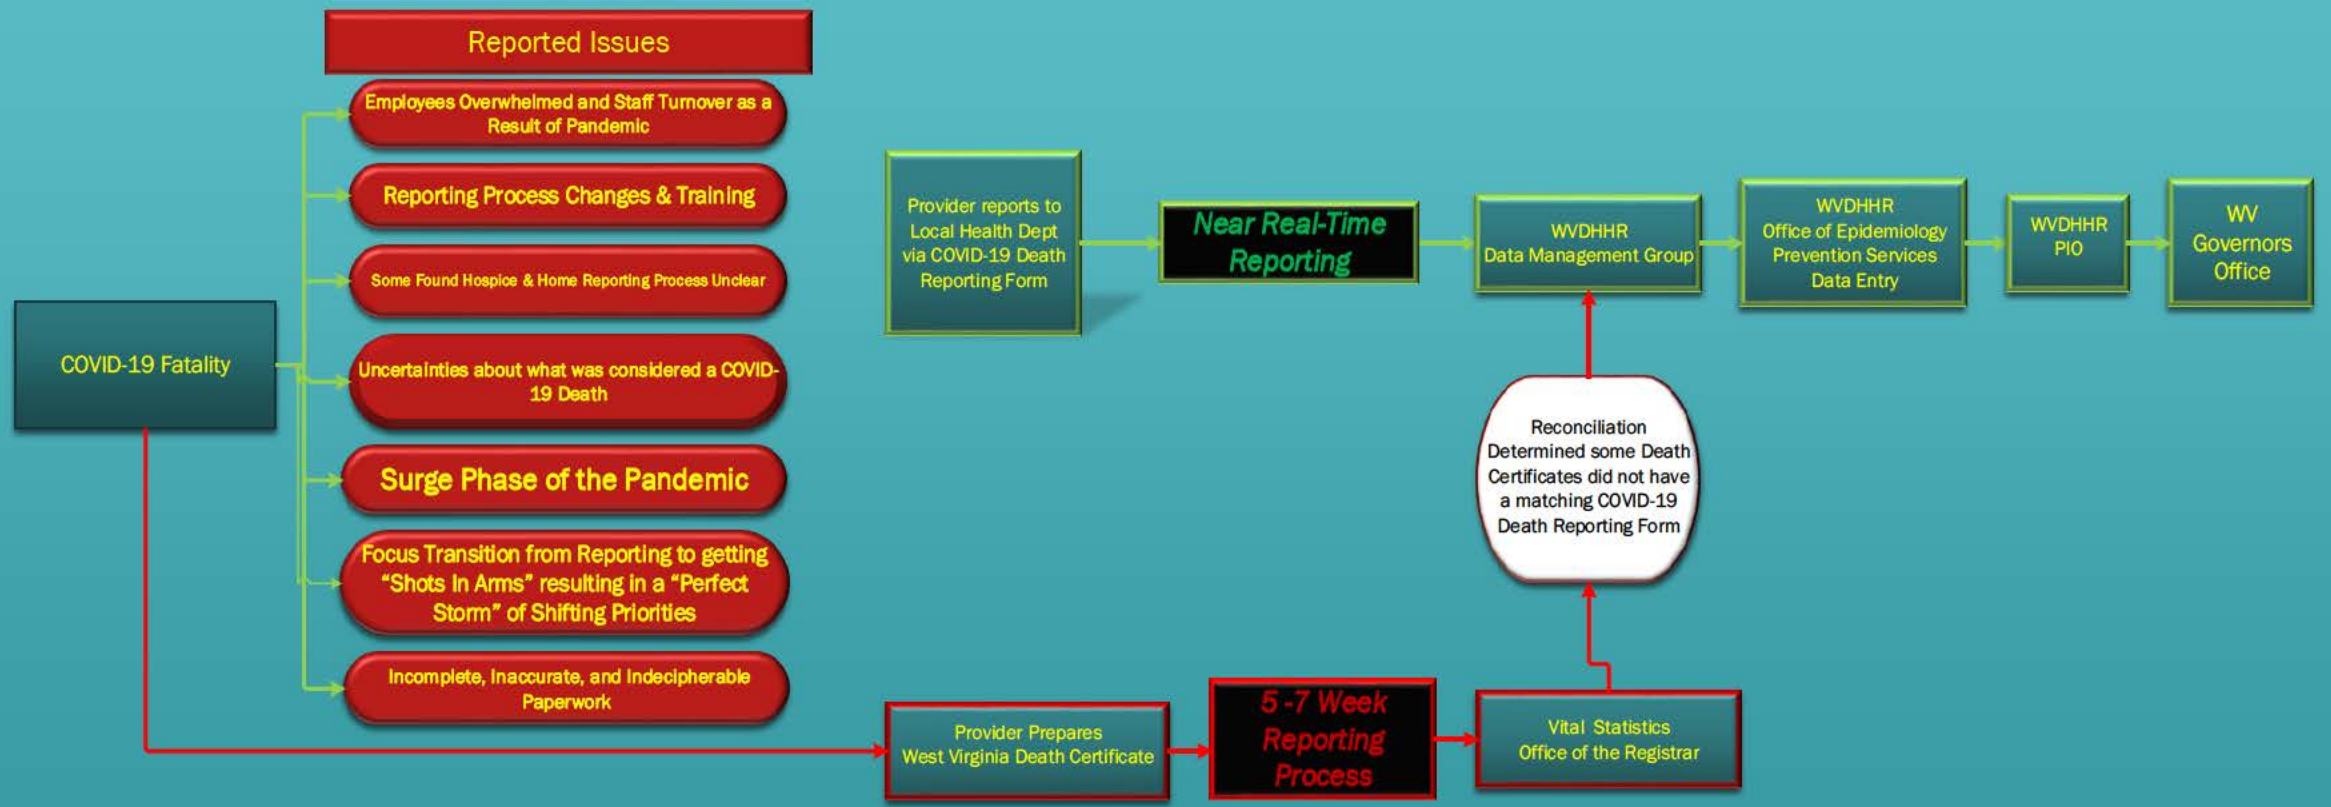 Reported Issues
Employees Overwhelmed and Staff Turnover as a
Result of Pandemic
Reporting Process Changes & Training
Some Found Hospice & Home Reporting Process Unclear
COVID-19 Fatality
Uncertainties about what was considered a COVID-
19 Death
Surge Phase of the Pandemic
Focus Transition from Reporting to getting
“Shots In Arms” resulting in a “Perfect
Storm” of Shifting Priorities
Incomplete, Inaccurate, and Indecipherable
Paperwork
Provider reports to
Local Health Dept
via COVID-19 Death
Reporting Form
Near Real-Time
Reporting
WVDHHR
Data Management Group
WVDHHR
Office of Epidemiology
Prevention Services
Data Entry
WVDHHR
PIO
WV
Governors
Office
Reconciliation
Determined some Death
Certificates did not have
a matching COVID-19
Death Reporting Form
Provider Prepares
West Virginia Death Certificate
5 -7 Week
Reporting
Process
Vital Statistics
Office of the Registrar